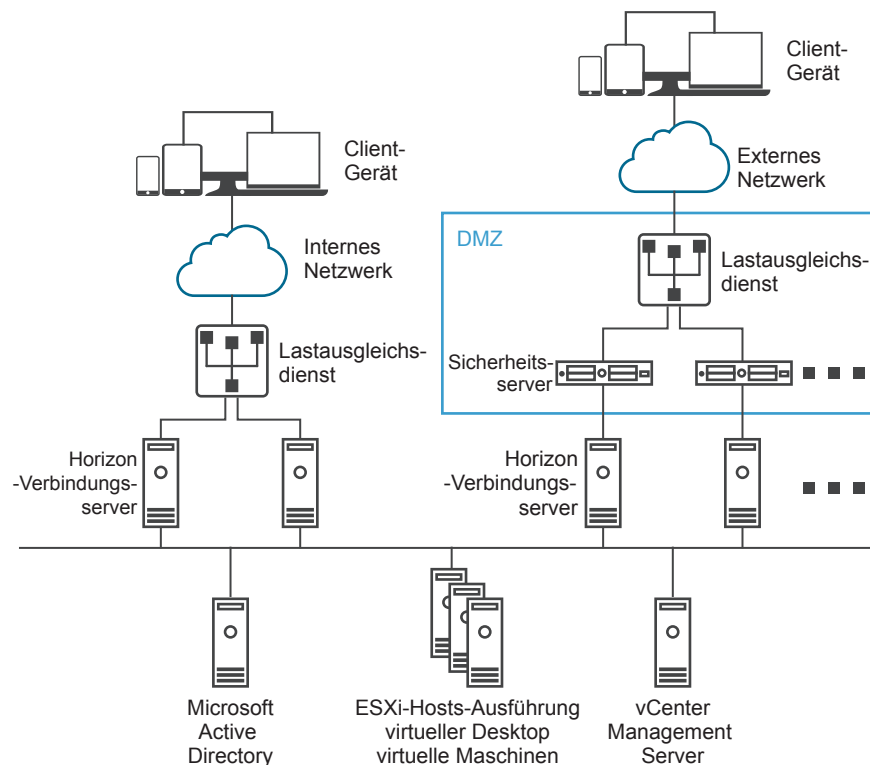 Client-
Gerät
Client-
Gerät
Externes
Netzwerk
Internes
Netzwerk
DMZ
Lastausgleichs-
dienst
Lastausgleichs-
dienst
Sicherheits-
server
Horizon
-Verbindungs-
server
Horizon
-Verbindungs-
server
Microsoft
Active
Directory
ESXi-Hosts-Ausführung
virtueller Desktop
virtuelle Maschinen
vCenter
Management
Server